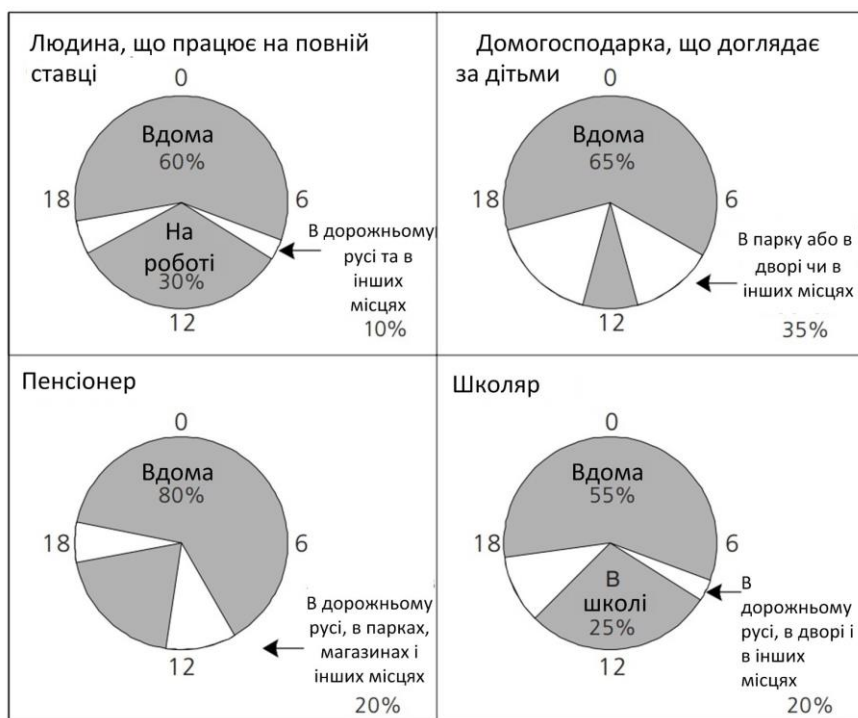 Людина, що працює на повній
ставці
0
Вдома
60%
18
6
На
роботі
30%
В дорожньому
русі та в
інших
місцях
10%
12
Домогосподарка, що доглядає
за дітьми
0
Вдома
65%
18
6
В парку або в
дворі чи в
інших місцях
35%
12
Пенсіонер
0
Вдома
80%
18
6
В дорожньому
русі, в парках,
магазинах і
інших місцях
20%
12
Школяр
0
Вдома
55%
18
6
В
школі
25%
В
дорожньому
русі, в дворі і
в інших
місцях
20%
12